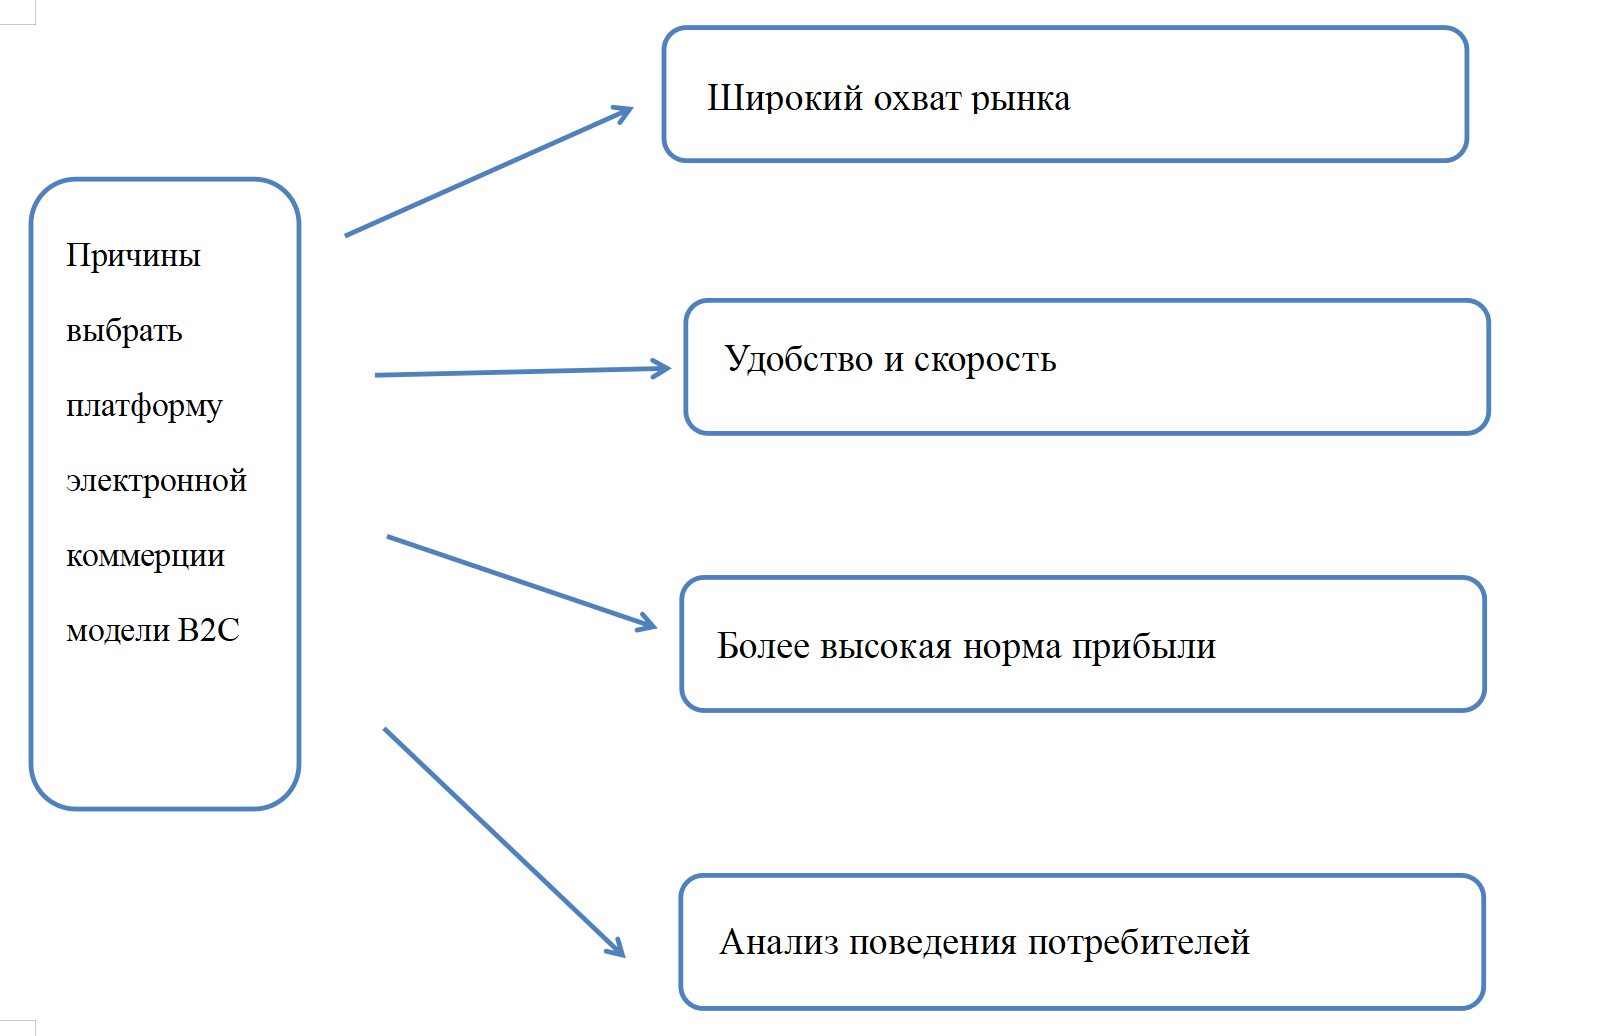 Широкий охват рынка
Причины
выбрать
платформу
электронной
коммерции
модели B2C
Удобство и скорость
Более высокая норма прибыли
Анализ поведения потребителей